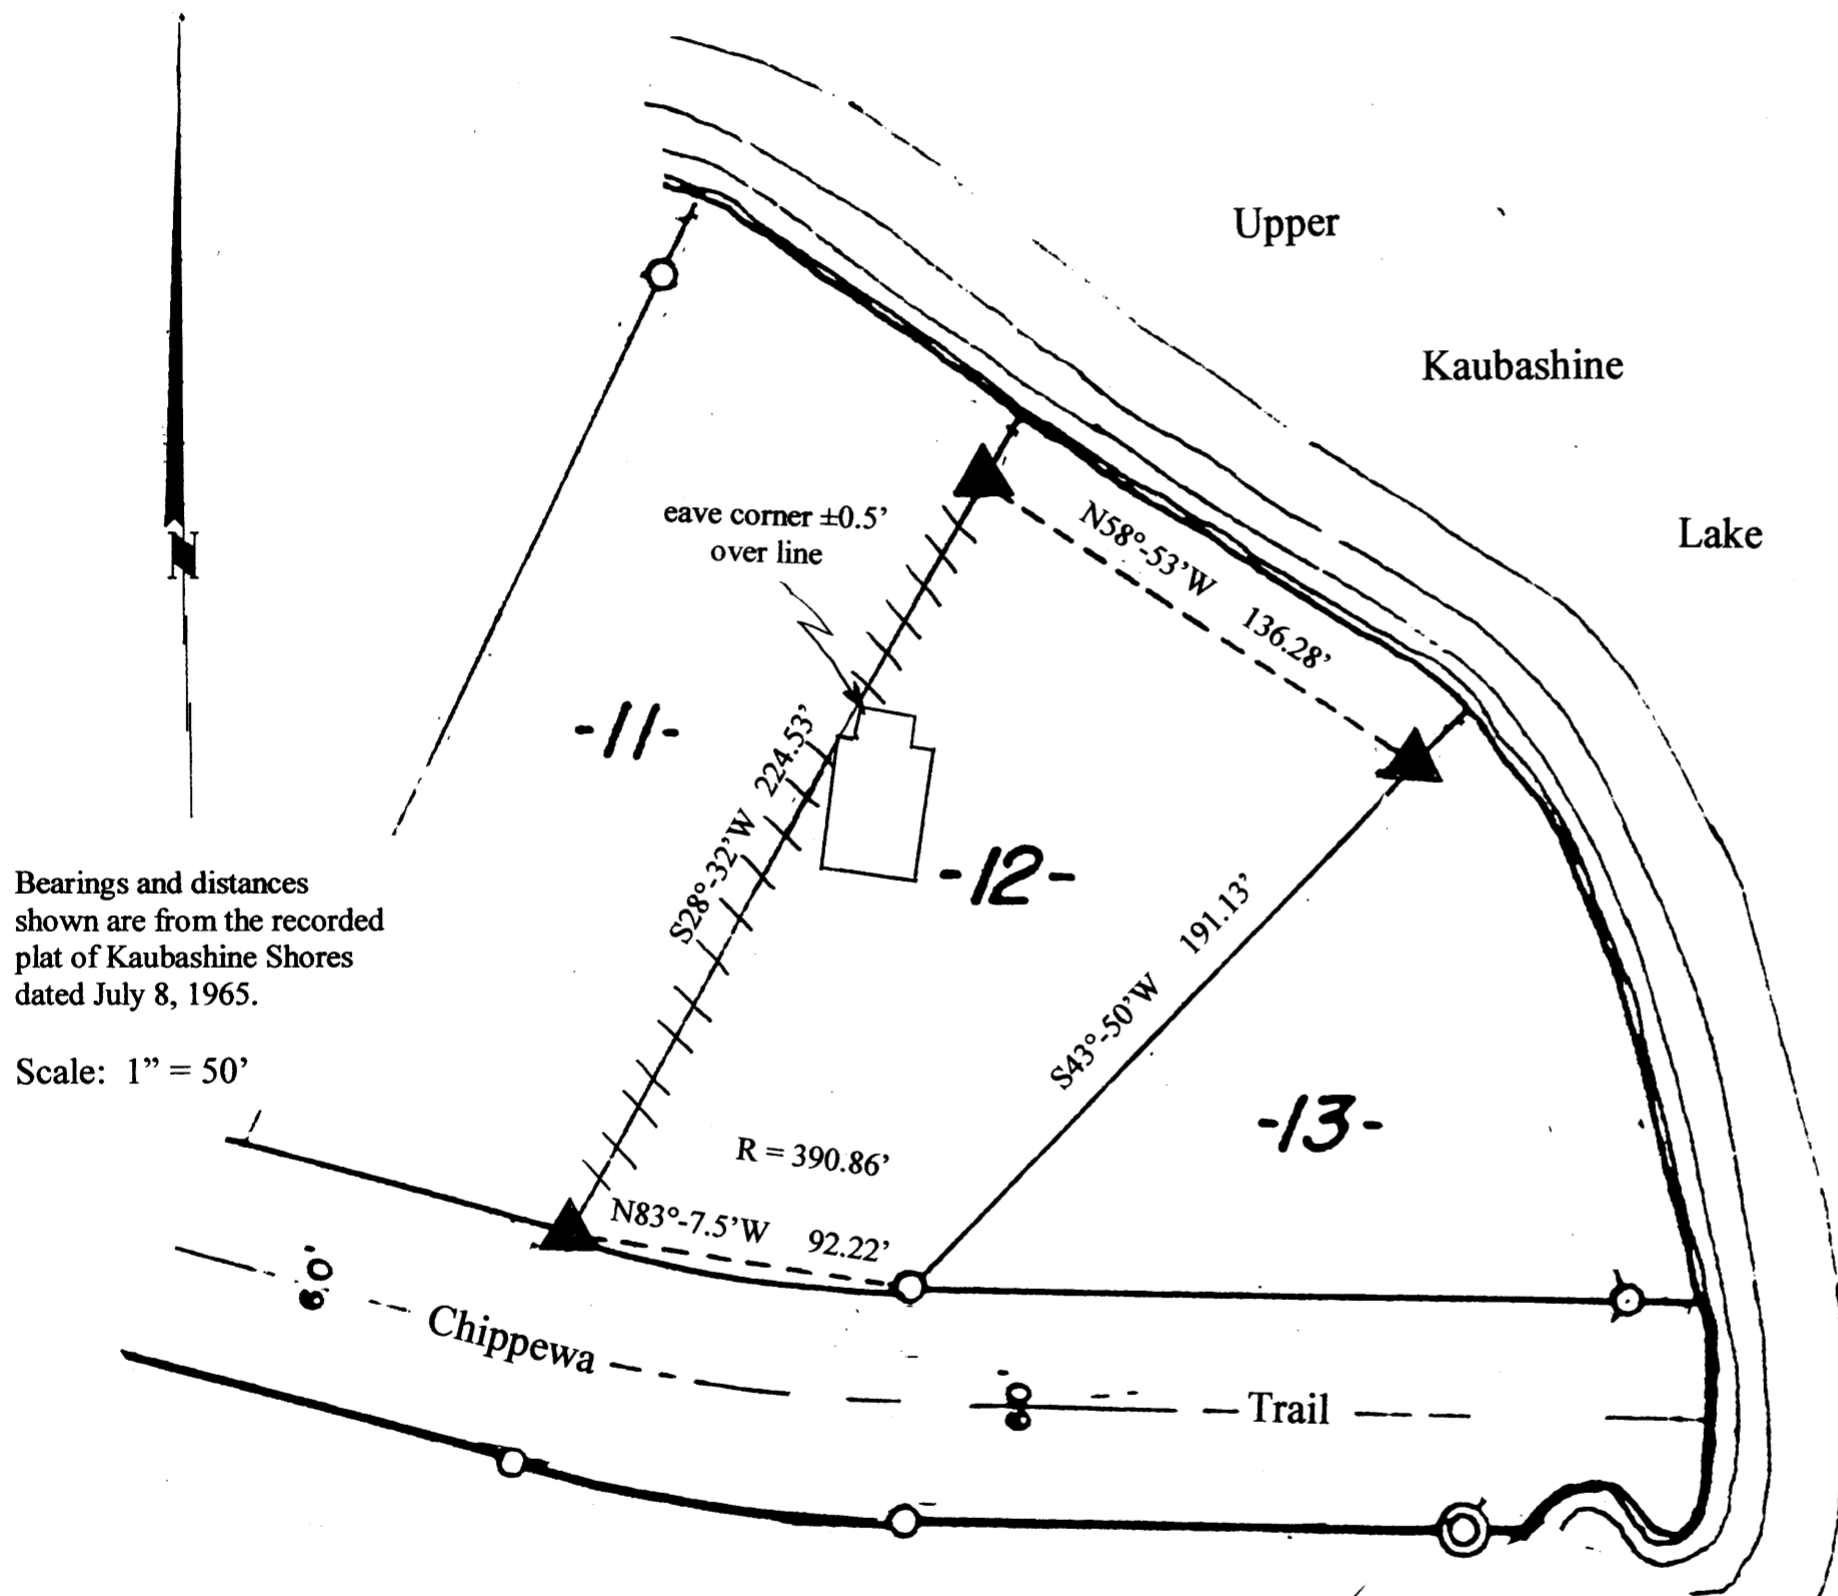 Upper
Kaubashine
Lake
N
eave corner ±0.5’
over line
N58°-53’W 136.28’
-11-
S28°-32’W 224.53’
-12-
S43°-50’W 191.13’
Bearings and distances
shown are from the recorded
plat of Kaubashine Shores
dated July 8, 1965.
Scale: 1” = 50’
-13-
R = 390.86’
N83°-7.5’W 92.22’
60'
Chippewa
60'
Trail